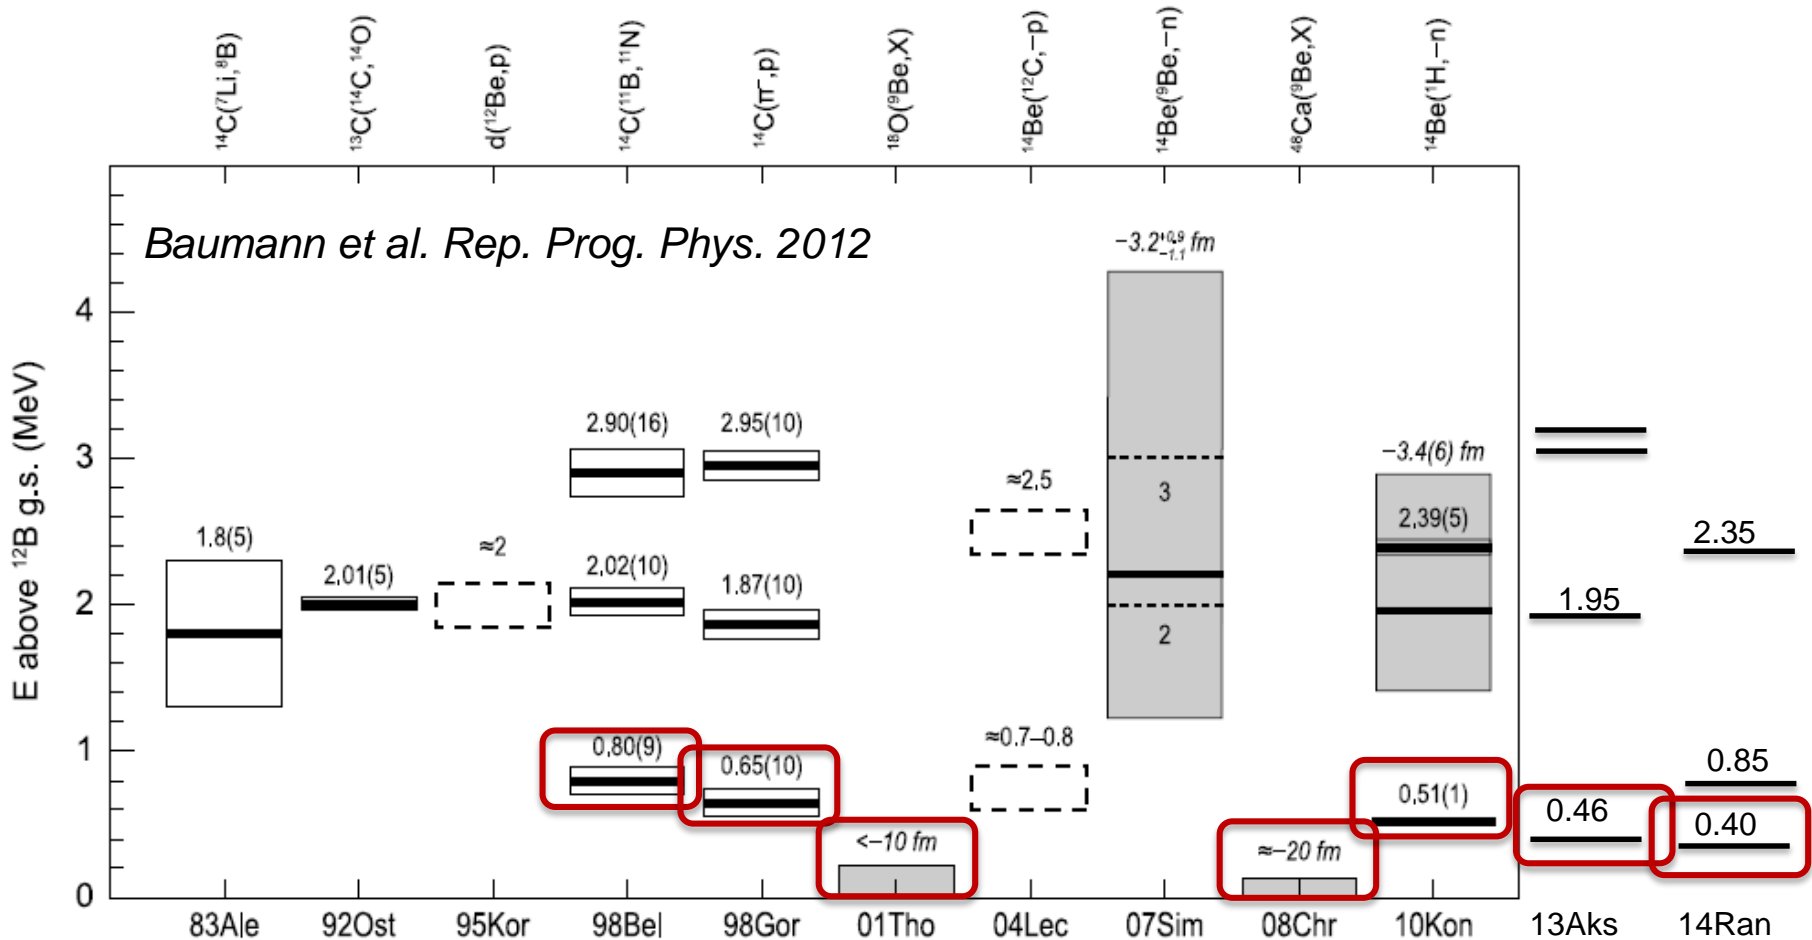 ¹⁴C(⁷Li,⁸B)
¹³C(¹⁴C,¹⁴O)
d(¹²Be,p)
¹⁴C(¹¹B,¹¹N)
¹⁴C(π⁻,p)
¹⁸O(⁹Be,X)
¹⁴Be(¹²C,−p)
¹⁴Be(⁹Be,−n)
⁴⁸Ca(⁹Be,X)
¹⁴Be(¹H,−n)
Baumann et al. Rep. Prog. Phys. 2012
E above ¹²B g.s. (MeV)
4
3
2
1
0
1.8(5)
2,01(5)
≈2
2.90(16)
2,02(10)
0,80(9)
2.95(10)
1.87(10)
0.65(10)
<−10 fm
≈2,5
≈0.7–0.8
−3.2⁺⁰·⁹₋₁.₁ fm
3
2
≈−20 fm
−3.4(6) fm
2,39(5)
0,51(1)
1.95
0.46
2.35
0.85
0.40
83Ale
92Ost
95Kor
98Bel
98Gor
01Tho
04Lec
07Sim
08Chr
10Kon
13Aks
14Ran